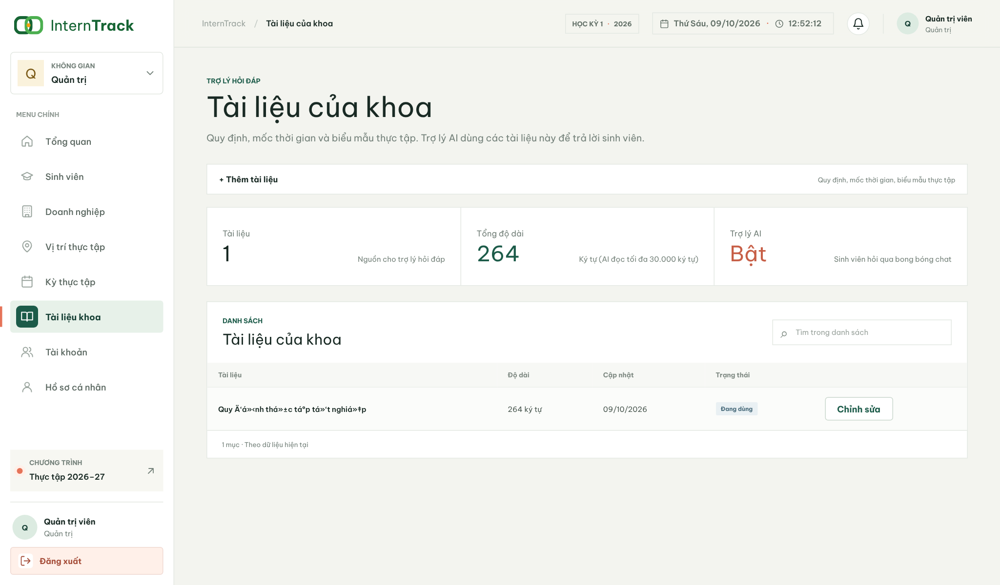 InternTrack
KHÔNG GIAN
Q
Quản trị
MENU CHÍNH
Tổng quan
Sinh viên
Doanh nghiệp
Vị trí thực tập
Kỳ thực tập
Tài liệu khoa
Tài khoản
Hồ sơ cá nhân
CHƯƠNG TRÌNH
Thực tập 2026–27
Q
Quản trị viên
Quản trị
Đăng xuất
InternTrack / Tài liệu của khoa
HỌC KỲ 1 · 2026
Thứ Sáu, 09/10/2026 · 12:52:12
Q
Quản trị viên
Quản trị
TRỢ LÝ HỎI ĐÁP
Tài liệu của khoa
Quy định, mốc thời gian và biểu mẫu thực tập. Trợ lý AI dùng các tài liệu này để trả lời sinh viên.
+ Thêm tài liệu
Quy định, mốc thời gian, biểu mẫu thực tập
Tài liệu
1
Nguồn cho trợ lý hỏi đáp
Tổng độ dài
264
Ký tự (AI đọc tối đa 30.000 ký tự)
Trợ lý AI
Bật
Sinh viên hỏi qua bong bóng chat
DANH SÁCH
Tài liệu của khoa
Tìm trong danh sách
Tài liệu Độ dài Cập nhật Trạng thái
Quy Ä‘á»‹nh thá»±c táº­p tá»‘t nghiá»‡p 264 ký tự 09/10/2026 Đang dùng Chỉnh sửa
1 mục · Theo dữ liệu hiện tại